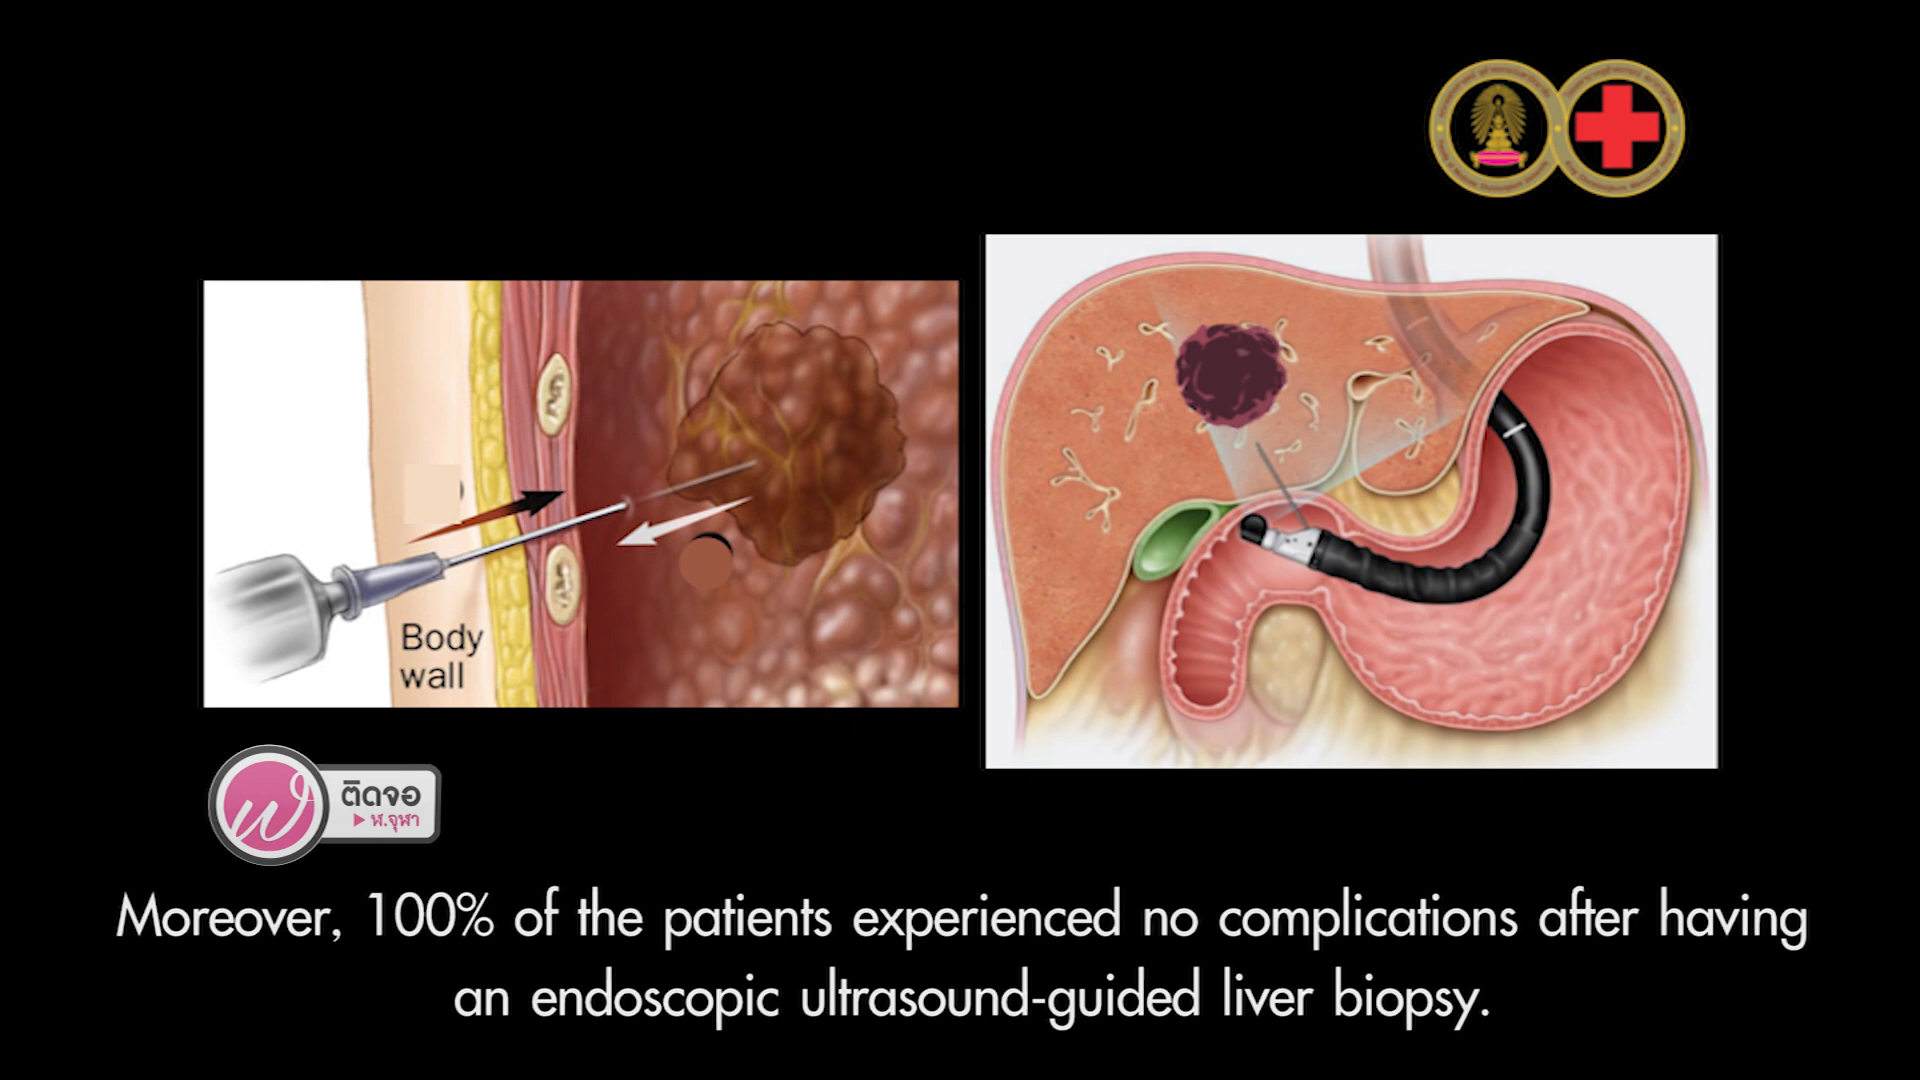 Body
wall
ติดจอ
ฬ.จุฬา
Moreover, 100% of the patients experienced no complications after having
an endoscopic ultrasound-guided liver biopsy.